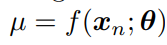 μ = f(𝒙ₙ; 𝜽)